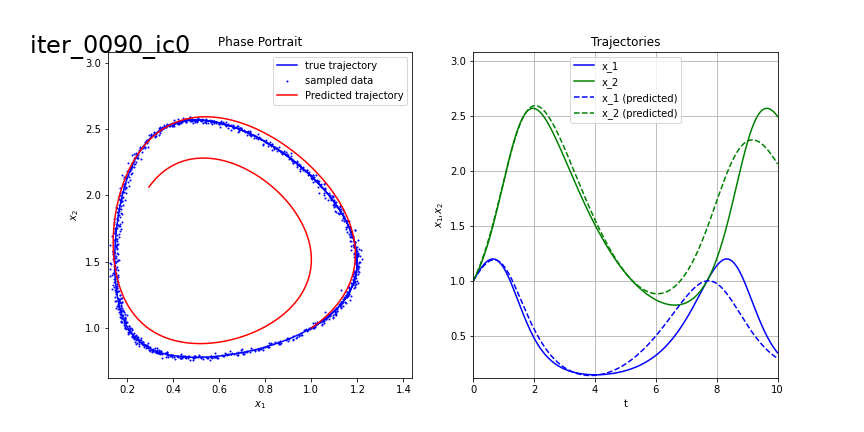 iter_0090_ic0
Phase Portrait
true trajectory
sampled data
Predicted trajectory
3.0
2.5
2.0
1.5
1.0
x_2
0.2 0.4 0.6 0.8 1.0 1.2 1.4
x_1
Trajectories
x_1
x_2
x_1 (predicted)
x_2 (predicted)
3.0
2.5
2.0
1.5
1.0
0.5
x_1,x_2
0 2 4 6 8 10
t